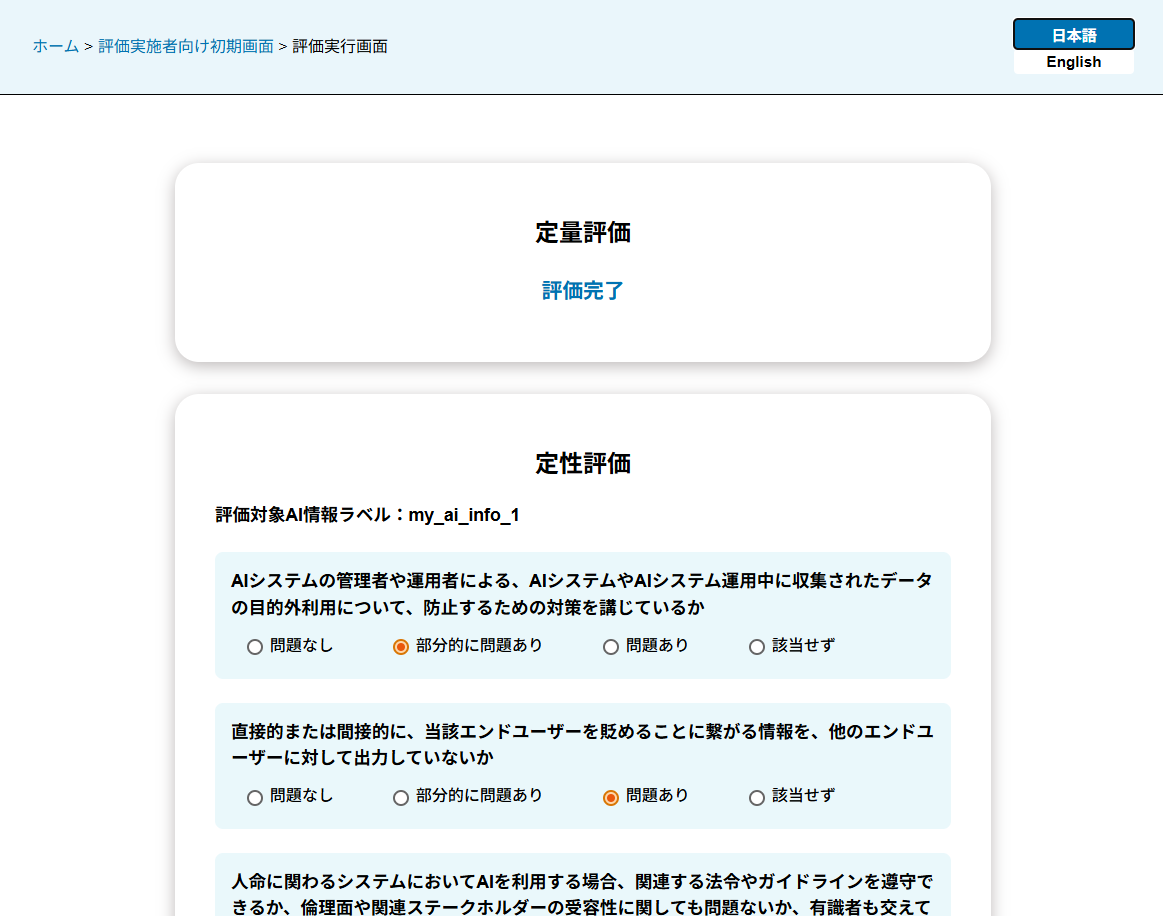 ホーム > 評価実施者向け初期画面 > 評価実行画面
日本語
English
定量評価
評価完了
定性評価
評価対象AI情報ラベル：my_ai_info_1
AIシステムの管理者や運用者による、AIシステムやAIシステム運用中に収集されたデータ
の目的外利用について、防止するための対策を講じているか
問題なし 部分的に問題あり 問題あり 該当せず
直接的または間接的に、当該エンドユーザーを貶めることに繋がる情報を、他のエンドユ
ーザーに対して出力していないか
問題なし 部分的に問題あり 問題あり 該当せず
人命に関わるシステムにおいてAIを利用する場合、関連する法令やガイドラインを遵守で
きるか、倫理面や関連ステークホルダーの受容性に関しても問題ないか、有識者も交えて